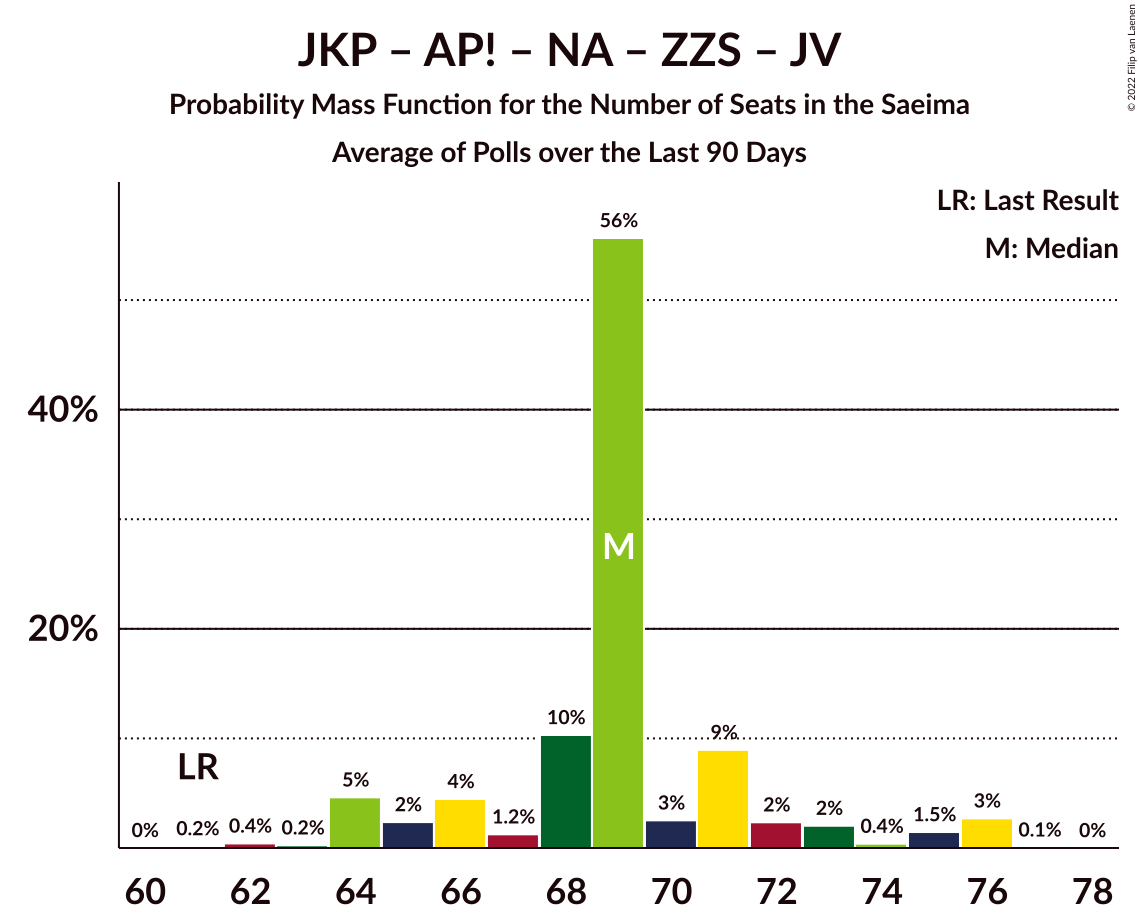 JKP – AP! – NA – ZZS – JV
Probability Mass Function for the Number of Seats in the Saeima
Average of Polls over the Last 90 Days
© 2022 Filip van Laenen
LR: Last Result
M: Median
56%
40%
M
20%
10%
9%
LR
5%
4%
3%
0% 0.2% 0.4% 0.2% 2% 1.2% 3% 2% 2% 0.4% 1.5% 0.1% 0%
60 62 64 66 68 70 72 74 76 78